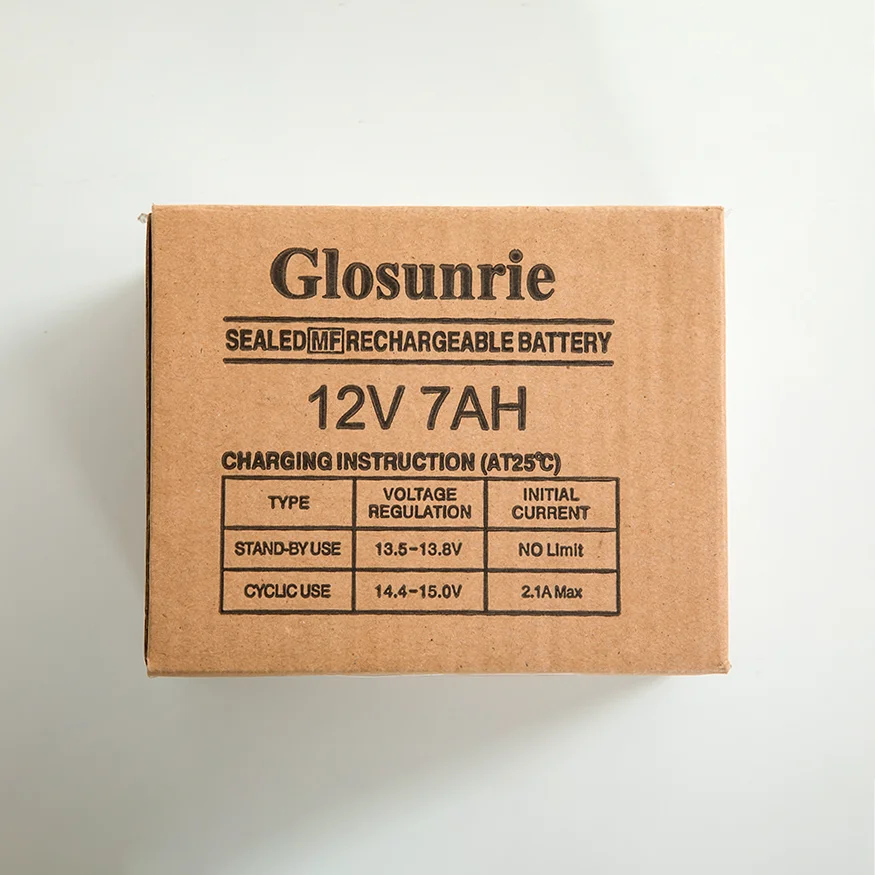 Glosunrie
SEALED MF RECHARGEABLE BATTERY
12V 7AH
CHARGING INSTRUCTION (AT25℃)
TYPE VOLTAGE REGULATION INITIAL CURRENT
STAND-BY USE 13.5-13.8V NO Limit
CYCLIC USE 14.4-15.0V 2.1A Max